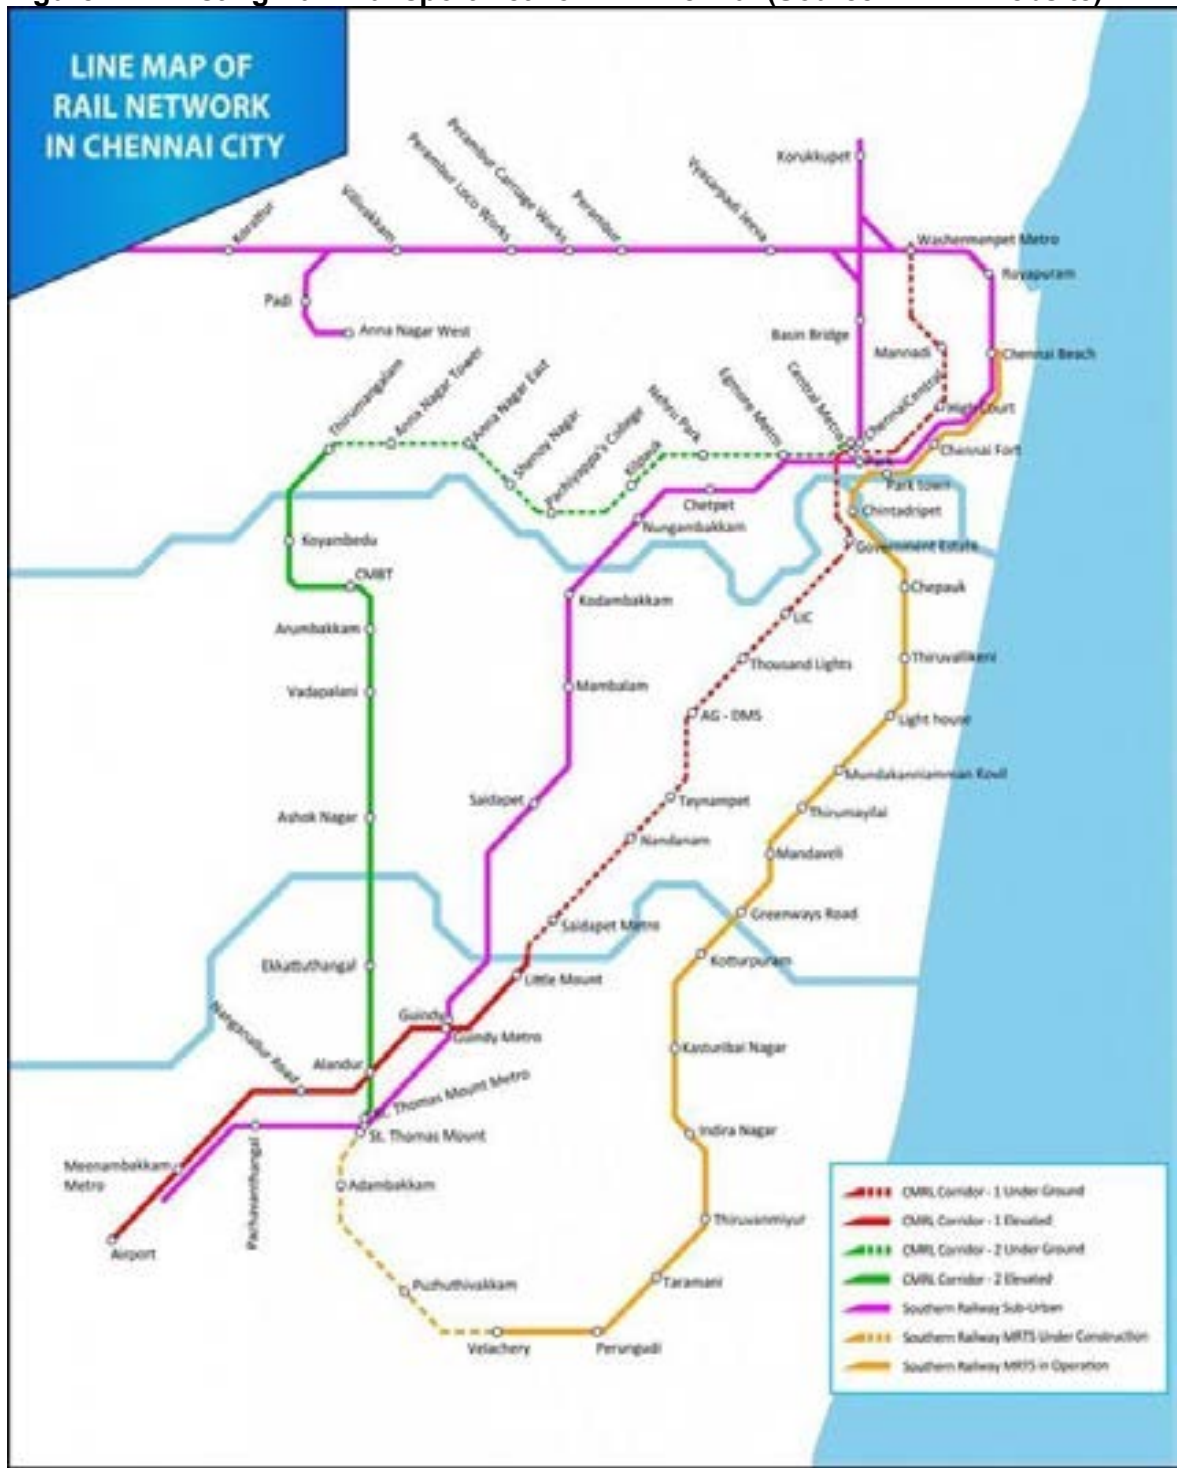 LINE MAP OF
RAIL NETWORK
IN CHENNAI CITY
Korukkupet
Korattur
Villivakkam
Perambur Loco Works
Perambur Carriage Works
Perambur
Vyasarpadi Jeeva
Washermenpet Metro
Royapuram
Padi
Anna Nagar West
Basin Bridge
Mannadi
Chennai Beach
Thirumangalam
Anna Nagar Tower
Anna Nagar East
Shenoy Nagar
Pachiyappa's College
Kilpauk
Nehru Park
Egmore Metro
Central Metro
Chennai Central
High Court
Chennai Fort
Park
Park town
Chetpet
Nungambakkam
Chintadripet
Koyambedu
Government Estate
CMBT
Kodambakkam
Chepauk
Arumbakkam
LIC
Thousand Lights
Thiruvallikeni
Vadapalani
Mambalam
AG - DMS
Light house
Mundakanniamman Kovil
Saidapet
Teynampet
Thirumayilai
Ashok Nagar
Nandanam
Mandaveli
Saidapet Metro
Greenways Road
Kotturpuram
Ekkattuthangal
Little Mount
Guindy
Guindy Metro
Nanganallur Road
Kasturibai Nagar
Alandur
St. Thomas Mount Metro
St. Thomas Mount
Indira Nagar
Meenambakkam
Metro
Pazhavanthangal
Adambakkam
Thiruvanmiyur
Airport
Puzhuthivakkam
Taramani
Velachery
Perungudi
CMRL Corridor - 1 Under Ground
CMRL Corridor - 1 Elevated
CMRL Corridor - 2 Under Ground
CMRL Corridor - 2 Elevated
Southern Railway Sub-Urban
Southern Railway MRTS Under Construction
Southern Railway MRTS in Operation